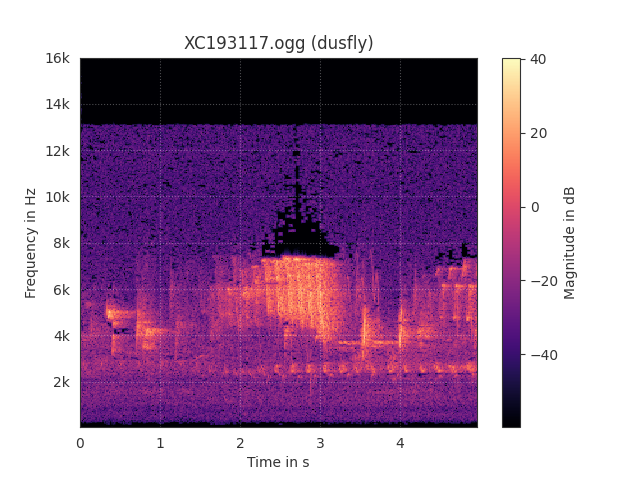 XC193117.ogg (dusfly)
16k
14k
12k
10k
8k
6k
4k
2k
Frequency in Hz
0
1
2
3
4
Time in s
40
20
0
−20
−40
Magnitude in dB